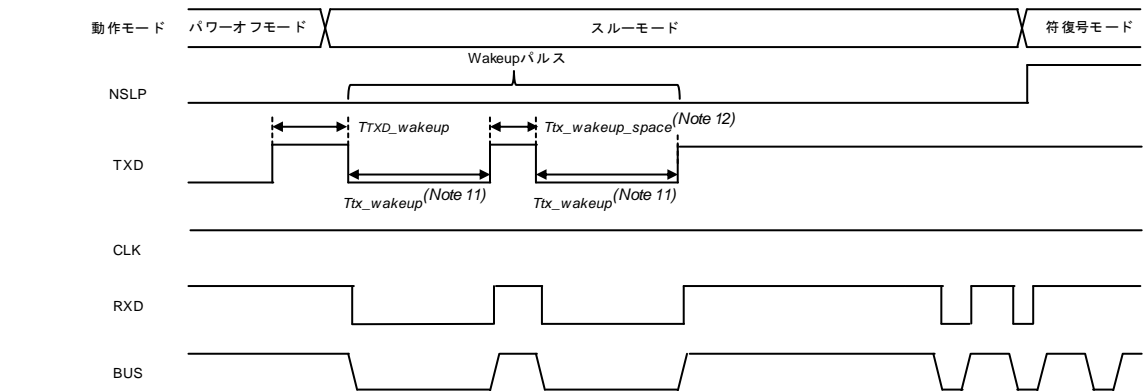 動作モード パワーオフモード スルーモード 符復号モード
Wakeupパルス
NSLP
TTXD_wakeup Ttx_wakeup_space(Note 12)
TXD
Ttx_wakeup(Note 11) Ttx_wakeup(Note 11)
CLK
RXD
BUS